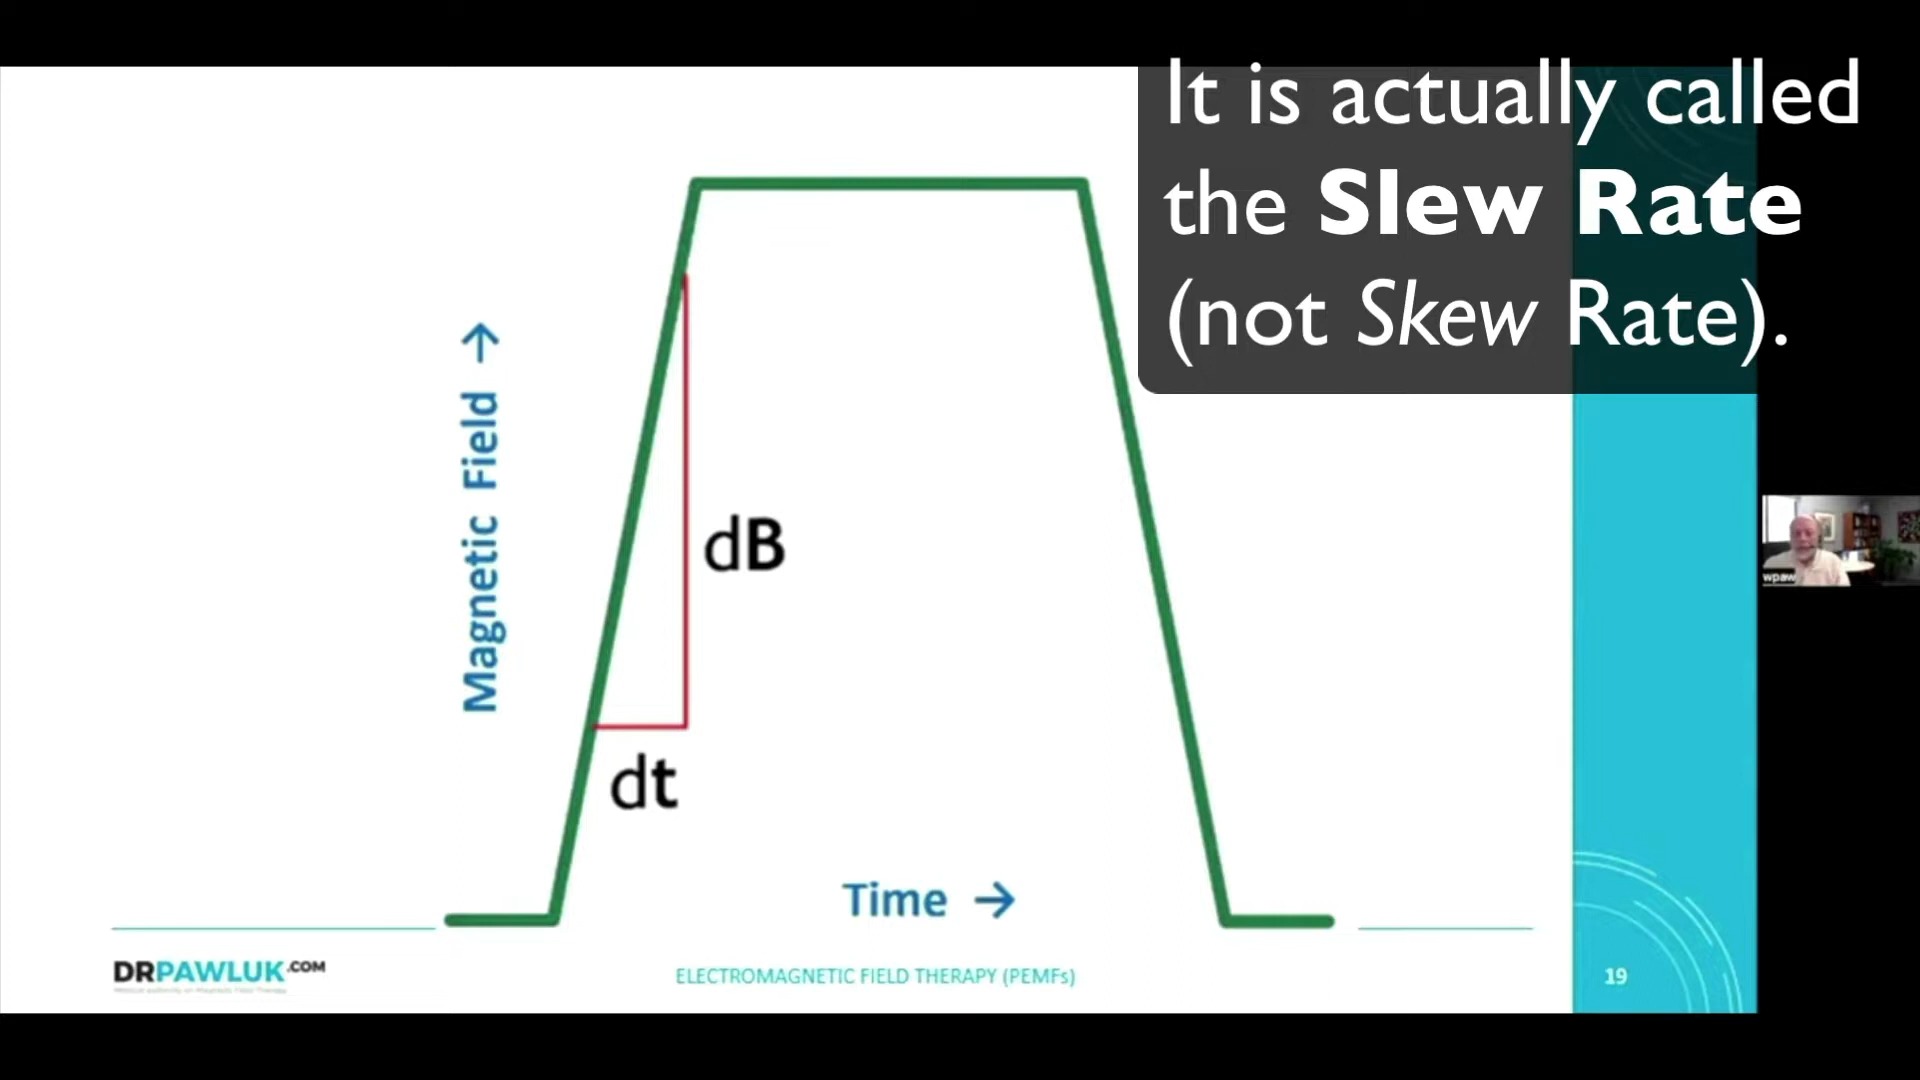 It is actually called
the Slew Rate
(not Skew Rate).
Magnetic Field →
dB
dt
Time →
DRPAWLUK.COM
ELECTROMAGNETIC FIELD THERAPY (PEMFs)
19
wpaw